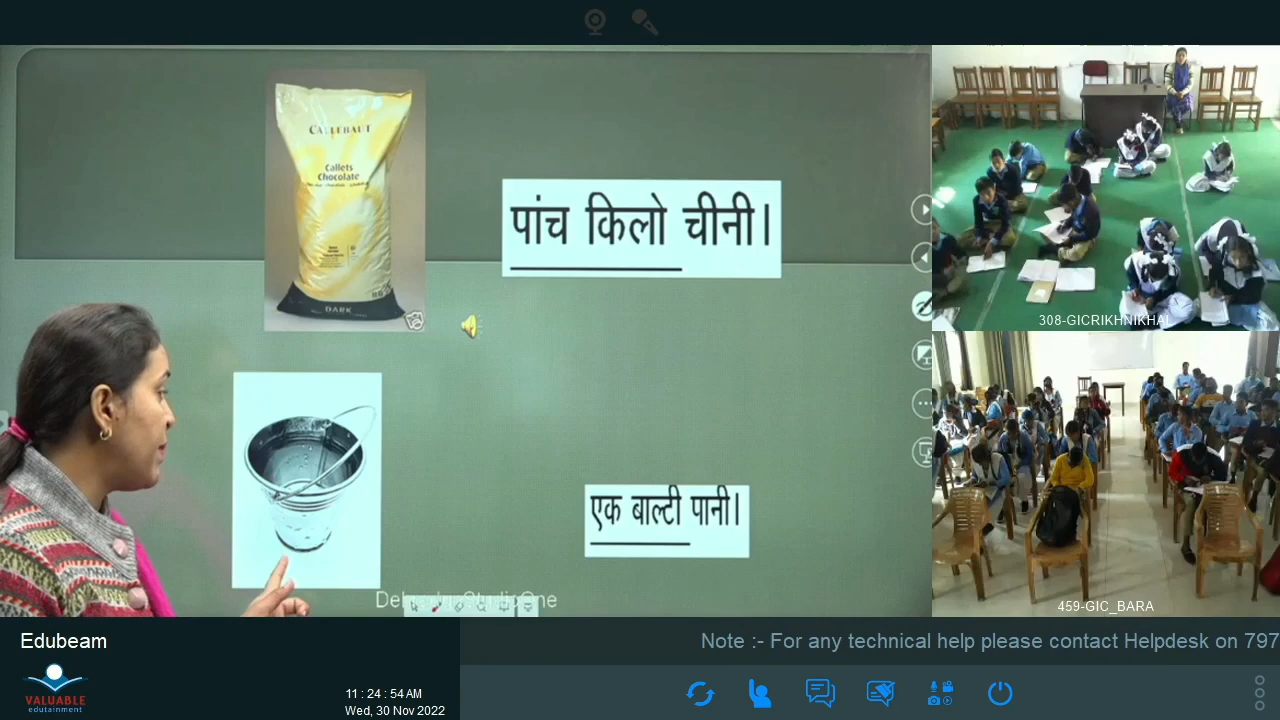 CALLEBAUT
Callets
Chocolate
DARK
पांच किलो चीनी।
एक बाल्टी पानी।
308-GICRIKHNIKHAL
459-GIC_BARA
Edubeam
VALUABLE
edutainment
11 : 24 : 54 AM
Wed, 30 Nov 2022
Note :- For any technical help please contact Helpdesk on 797